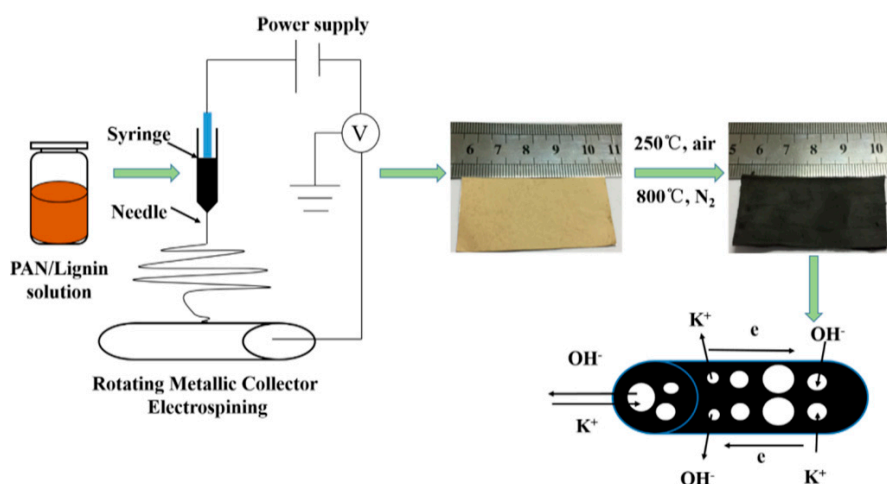 Power supply
Syringe
V
Needle
PAN/Lignin
solution
Rotating Metallic Collector
Electrospining
6 7 8 9 10 11
250℃, air
800℃, N₂
5 6 7 8 9 10
K⁺
e
OH⁻
OH⁻
K⁺
OH⁻
e
K⁺